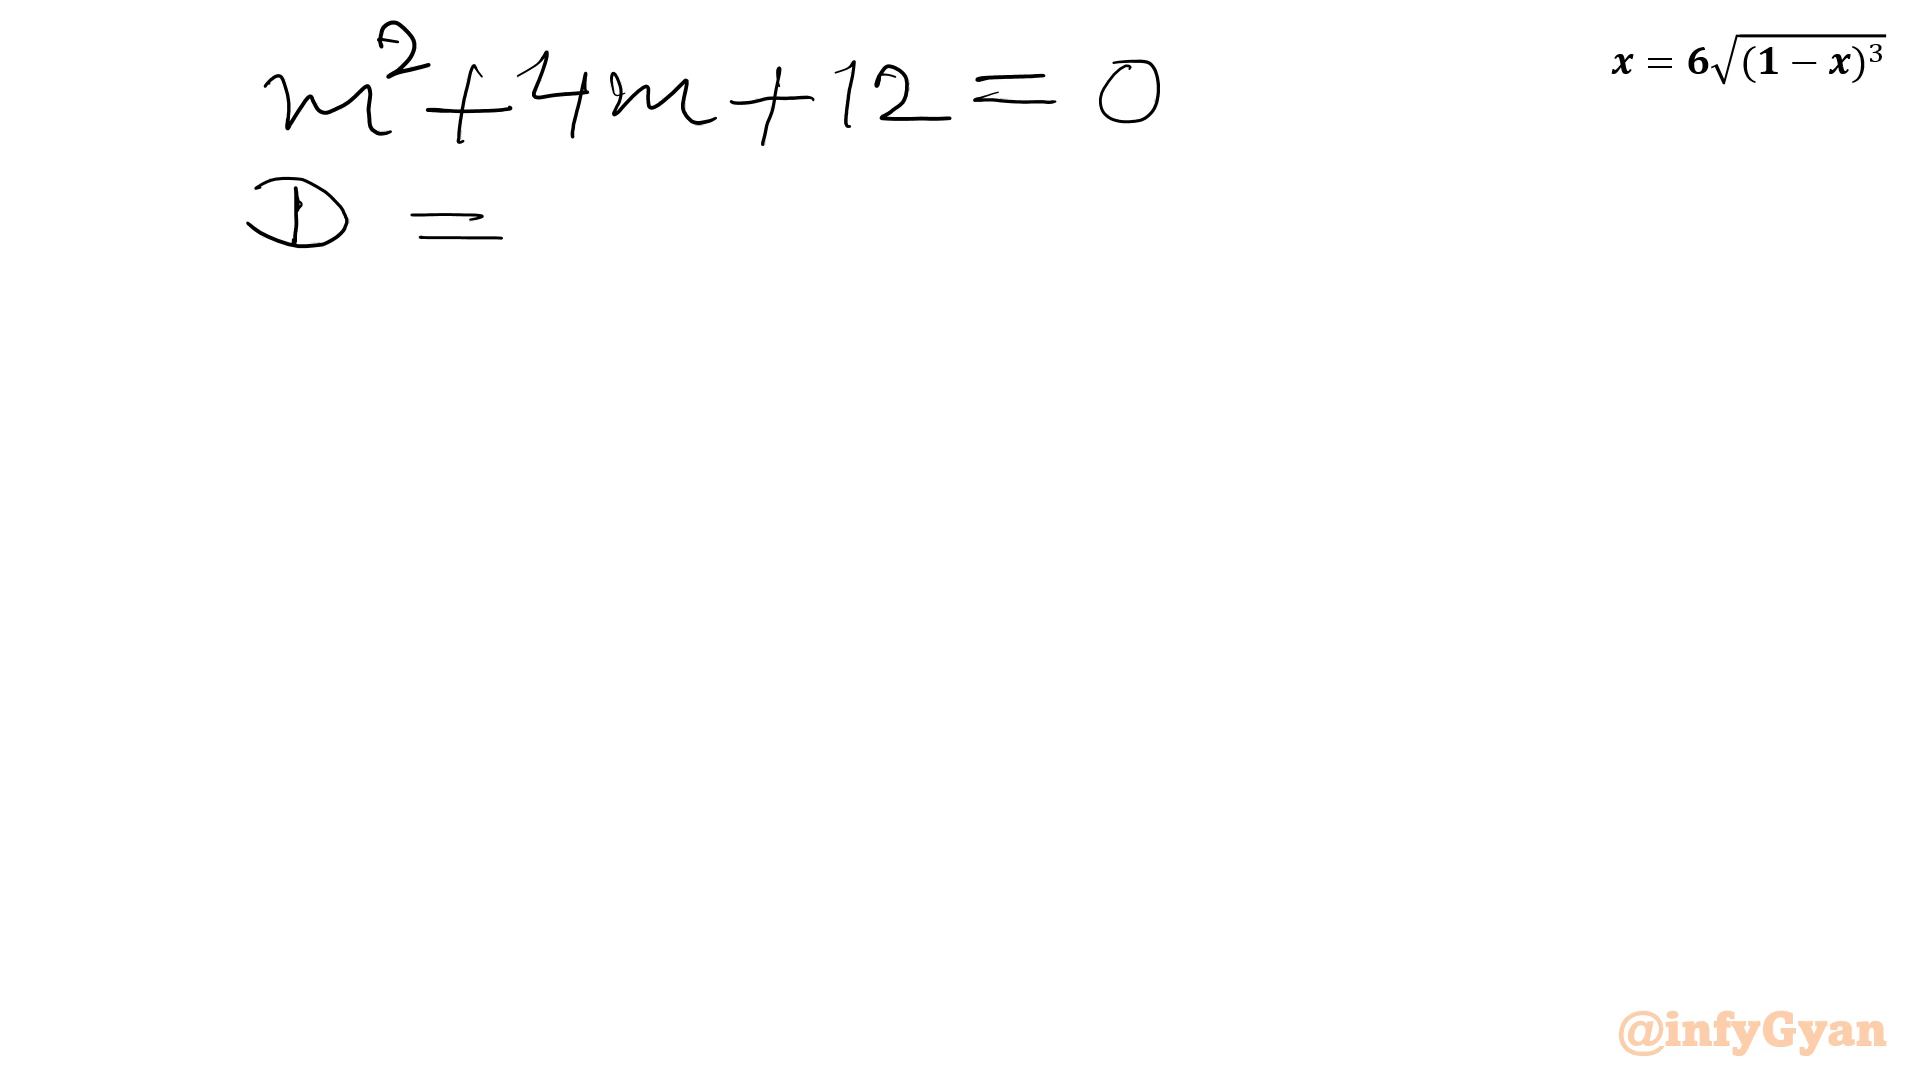 m²+4m+12=0
x = 6√(1 − x)³
D =
@infyGyan